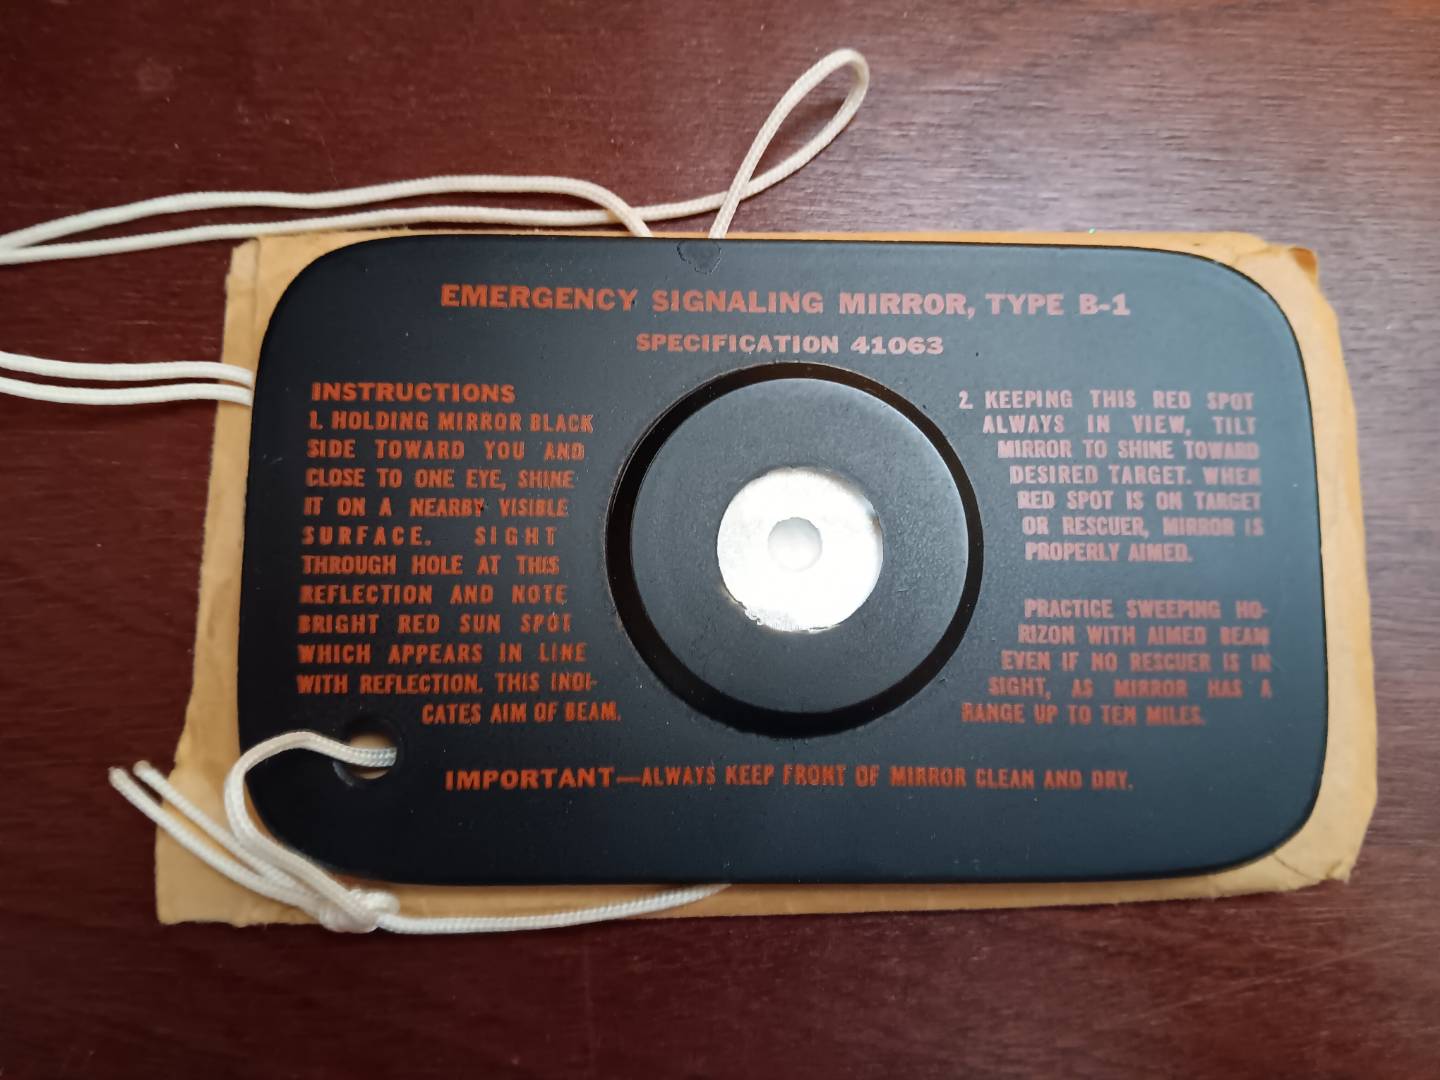 EMERGENCY SIGNALING MIRROR, TYPE B-1
SPECIFICATION 41063
INSTRUCTIONS
1. HOLDING MIRROR BLACK
SIDE TOWARD YOU AND
CLOSE TO ONE EYE, SHINE
IT ON A NEARBY VISIBLE
SURFACE. SIGHT
THROUGH HOLE AT THIS
REFLECTION AND NOTE
BRIGHT RED SUN SPOT
WHICH APPEARS IN LINE
WITH REFLECTION. THIS INDI-
CATES AIM OF BEAM.
2. KEEPING THIS RED SPOT
ALWAYS IN VIEW, TILT
MIRROR TO SHINE TOWARD
DESIRED TARGET. WHEN
RED SPOT IS ON TARGET
OR RESCUER, MIRROR IS
PROPERLY AIMED.
PRACTICE SWEEPING HO-
RIZON WITH AIMED BEAM
EVEN IF NO RESCUER IS IN
SIGHT, AS MIRROR HAS A
RANGE UP TO TEN MILES.
IMPORTANT—ALWAYS KEEP FRONT OF MIRROR CLEAN AND DRY.